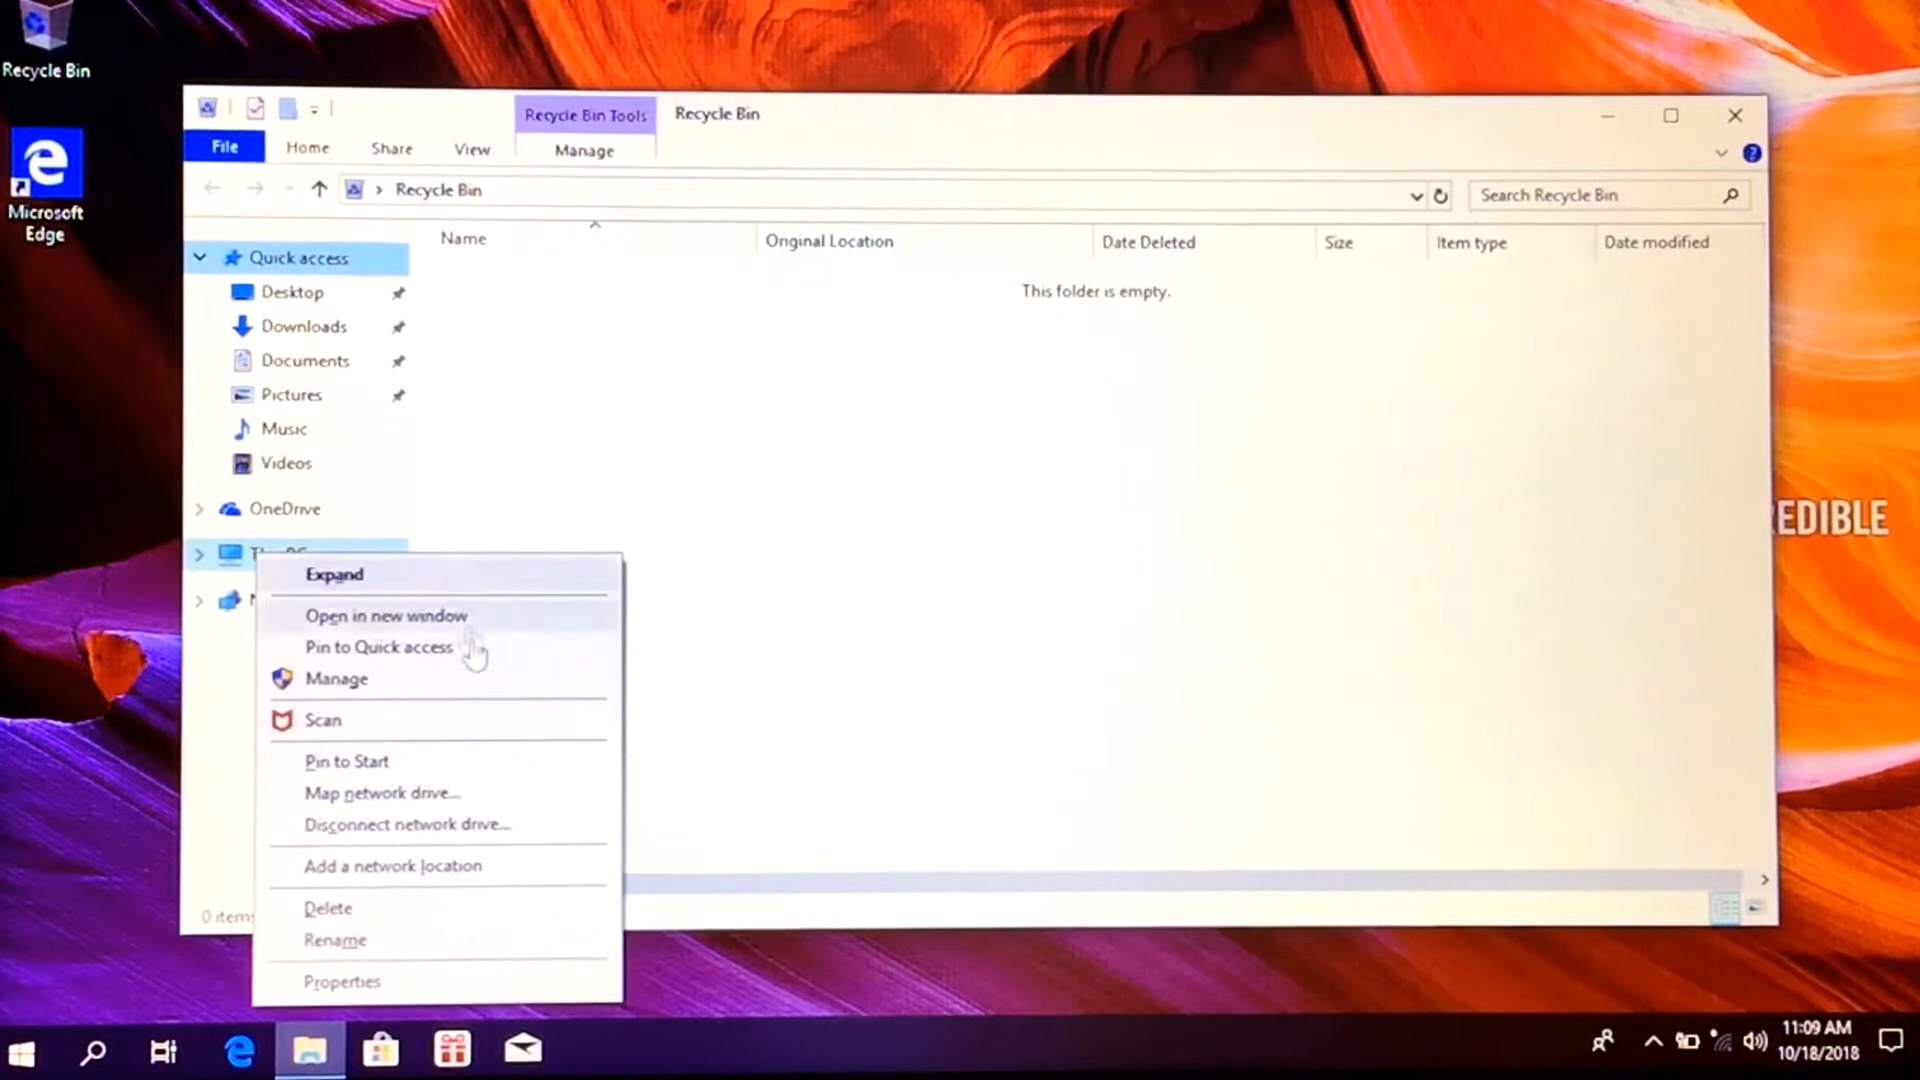 Recycle Bin
Microsoft
Edge
Recycle Bin Tools
Recycle Bin
File
Home
Share
View
Manage
Recycle Bin
Search Recycle Bin
Name
Original Location
Date Deleted
Size
Item type
Date modified
This folder is empty.
Quick access
Desktop
Downloads
Documents
Pictures
Music
Videos
OneDrive
Expand
Open in new window
Pin to Quick access
Manage
Scan
Pin to Start
Map network drive...
Disconnect network drive...
Add a network location
Delete
Rename
Properties
0 items
EDIBLE
11:09 AM
10/18/2018